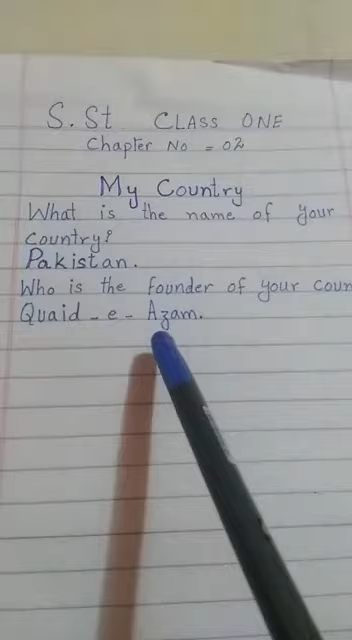 S. St CLASS ONE
Chapter No = 02
My Country
What is the name of your
country?
Pakistan.
Who is the founder of your
Quaid - e - Azam.